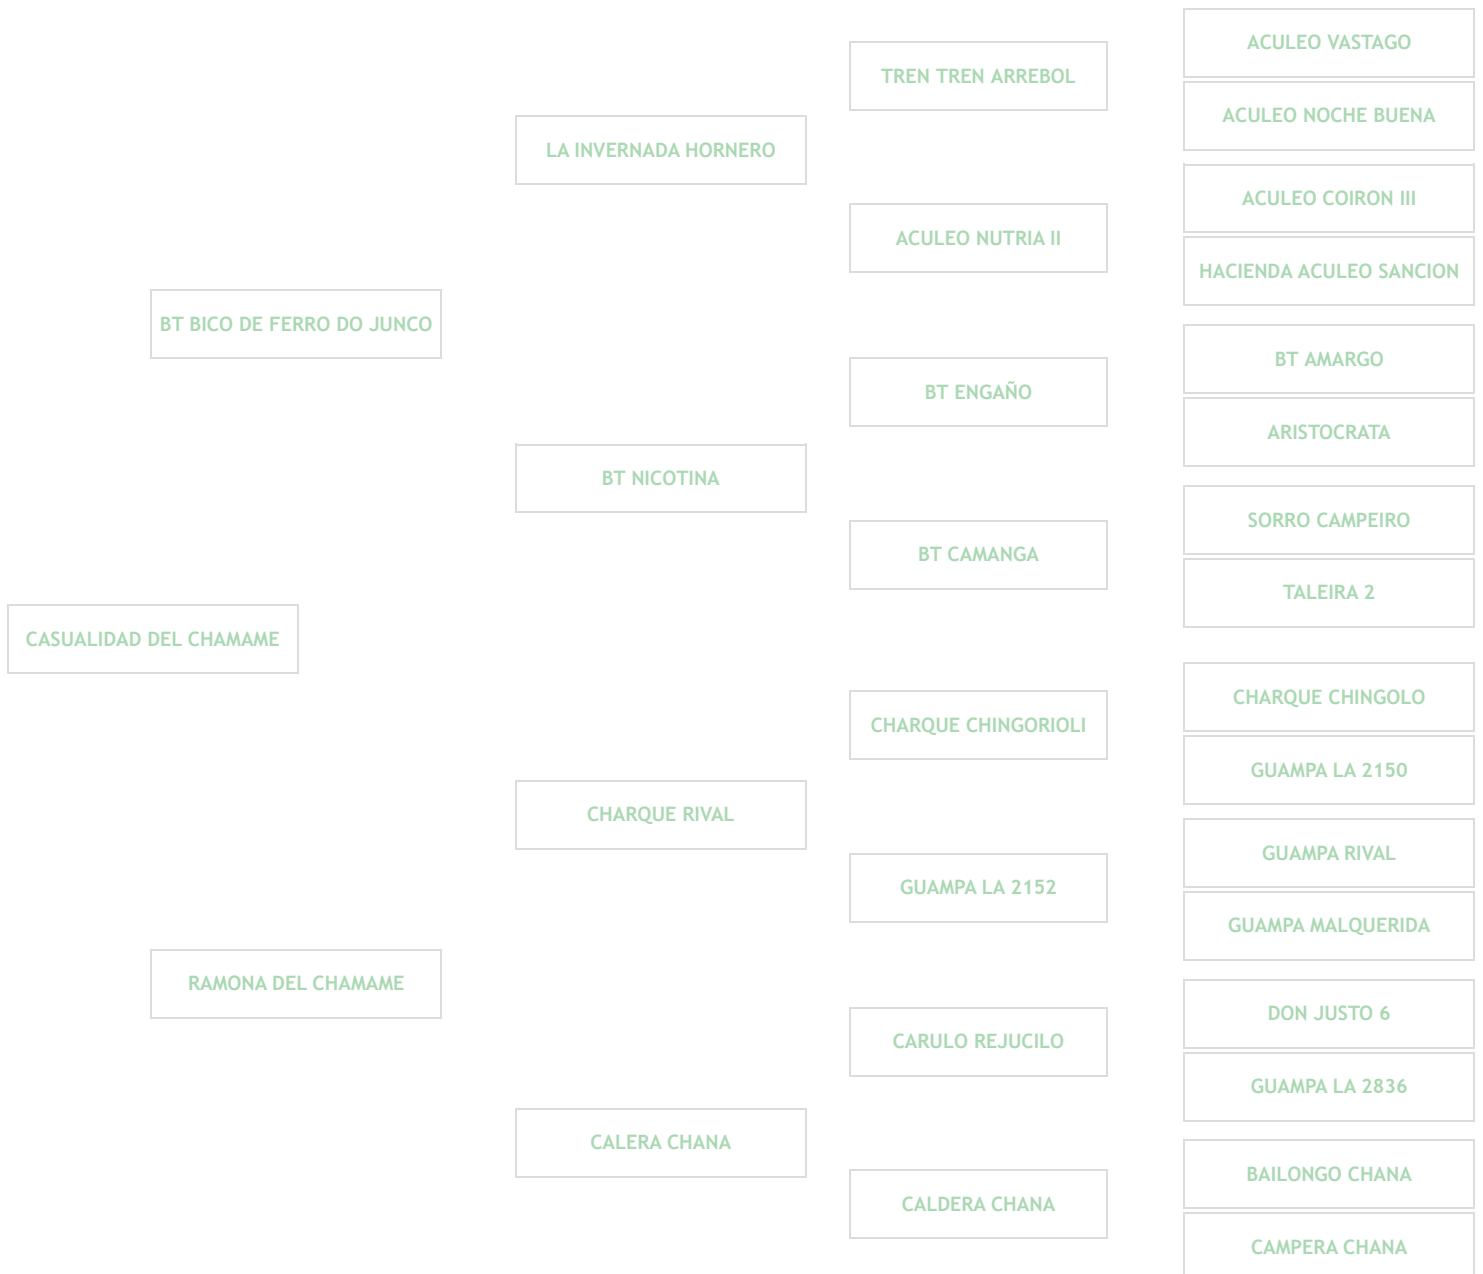 ACULEO VASTAGO
TREN TREN ARREBOL
ACULEO NOCHE BUENA
LA INVERNADA HORNERO
ACULEO COIRON III
ACULEO NUTRIA II
HACIENDA ACULEO SANCION
BT BICO DE FERRO DO JUNCO
BT AMARGO
BT ENGAÑO
ARISTOCRATA
BT NICOTINA
SORRO CAMPEIRO
BT CAMANGA
TALEIRA 2
CASUALIDAD DEL CHAMAME
CHARQUE CHINGOLO
CHARQUE CHINGORIOLI
GUAMPA LA 2150
CHARQUE RIVAL
GUAMPA RIVAL
GUAMPA LA 2152
GUAMPA MALQUERIDA
RAMONA DEL CHAMAME
DON JUSTO 6
CARULO REJUCILO
GUAMPA LA 2836
CALERA CHANA
BAILONGO CHANA
CALDERA CHANA
CAMPERA CHANA